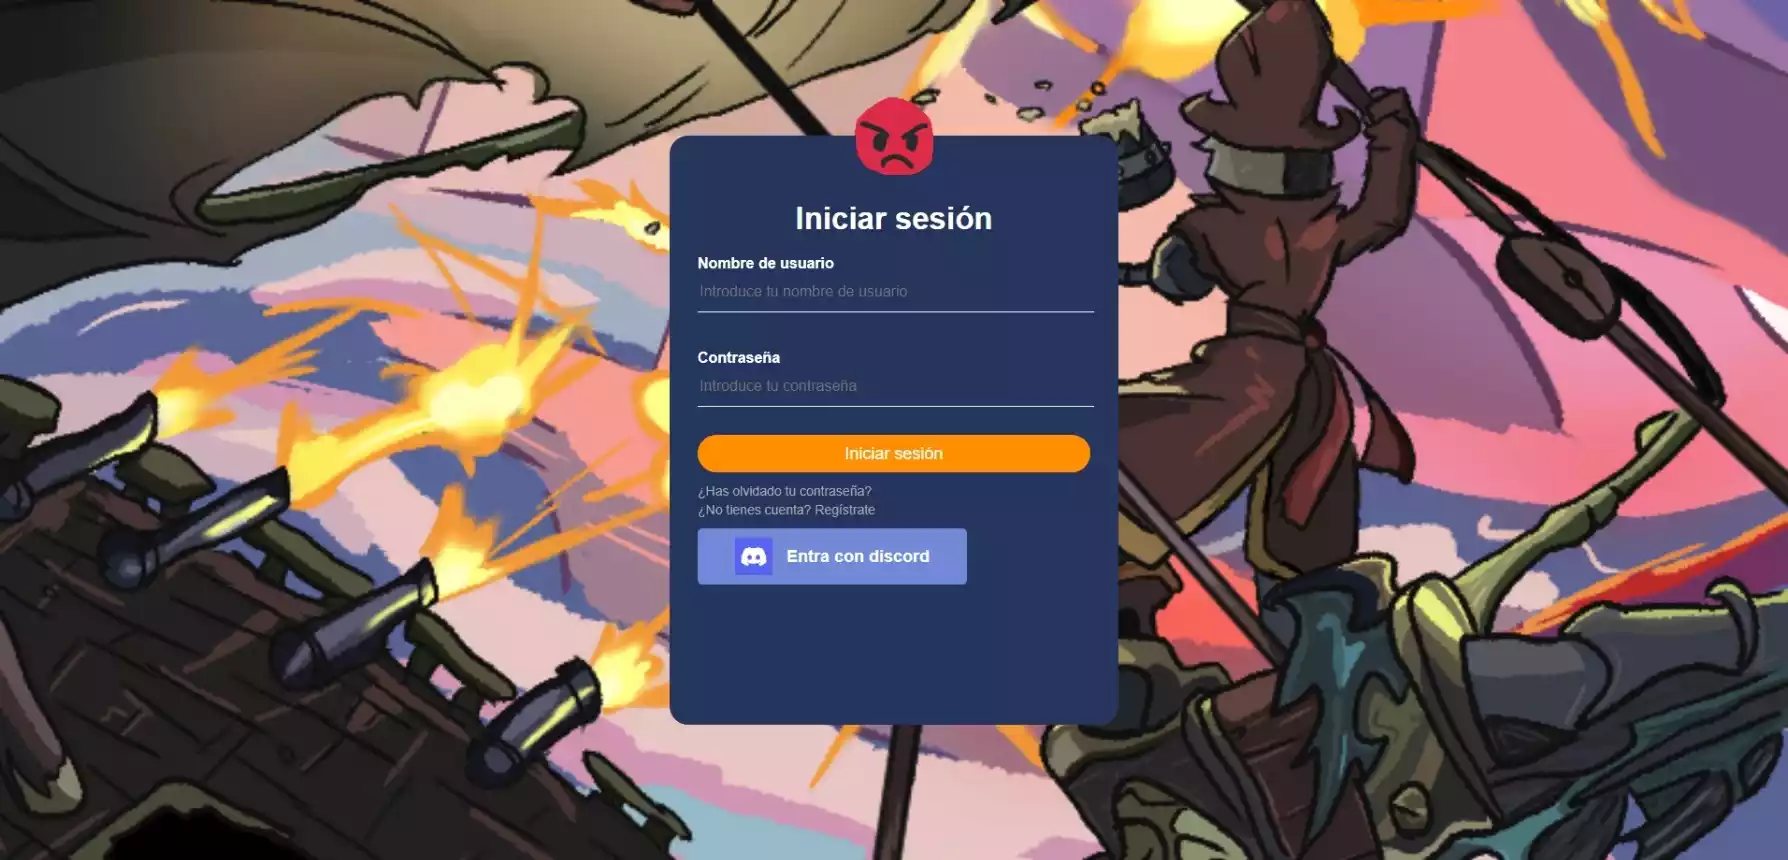 Iniciar sesión
Nombre de usuario
Introduce tu nombre de usuario
Contraseña
Introduce tu contraseña
Iniciar sesión
¿Has olvidado tu contraseña?
¿No tienes cuenta? Regístrate
Entra con discord